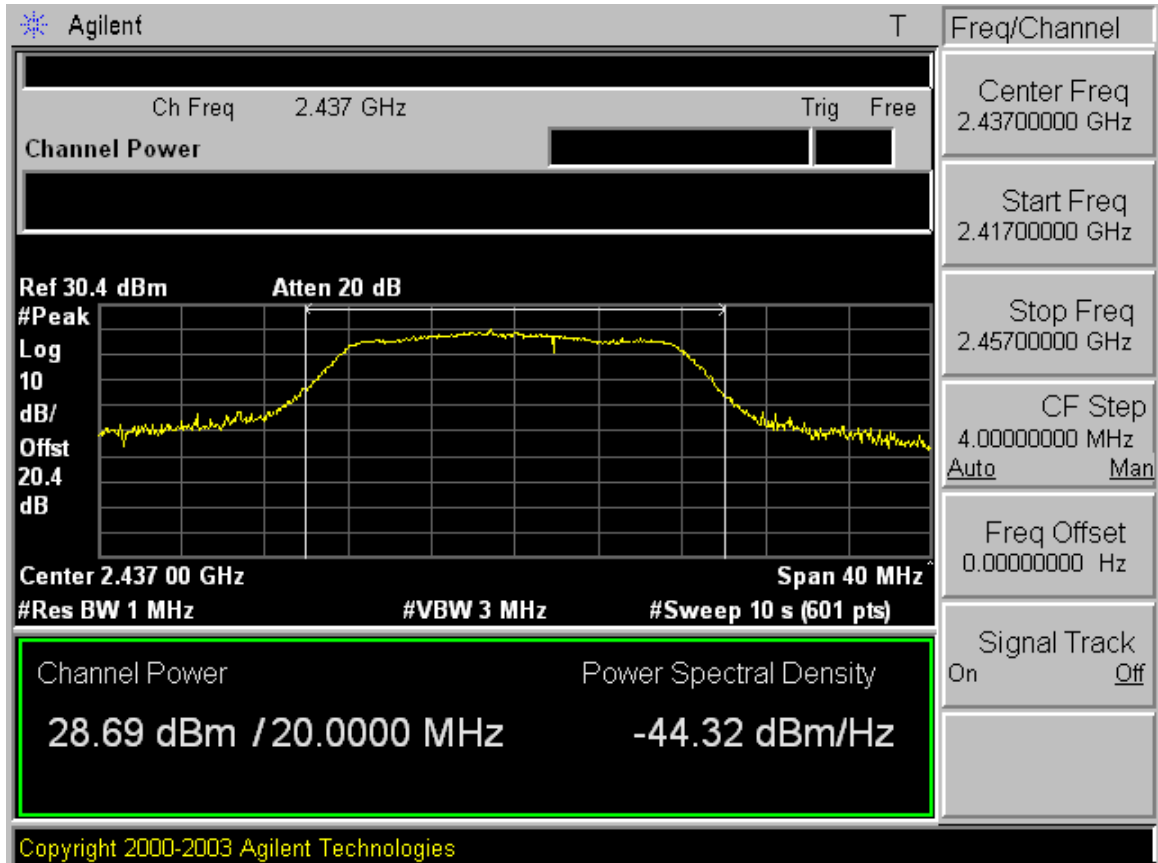 Agilent T
Freq/Channel
Ch Freq 2.437 GHz Trig Free
Channel Power
Ref 30.4 dBm Atten 20 dB
#Peak
Log
10
dB/
Offst
20.4
dB
Center 2.437 00 GHz Span 40 MHz^
#Res BW 1 MHz #VBW 3 MHz #Sweep 10 s (601 pts)
Channel Power Power Spectral Density
28.69 dBm / 20.0000 MHz -44.32 dBm/Hz
Copyright 2000-2003 Agilent Technologies
Center Freq
2.43700000 GHz
Start Freq
2.41700000 GHz
Stop Freq
2.45700000 GHz
CF Step
4.00000000 MHz
Auto Man
Freq Offset
0.00000000 Hz
Signal Track
On Off